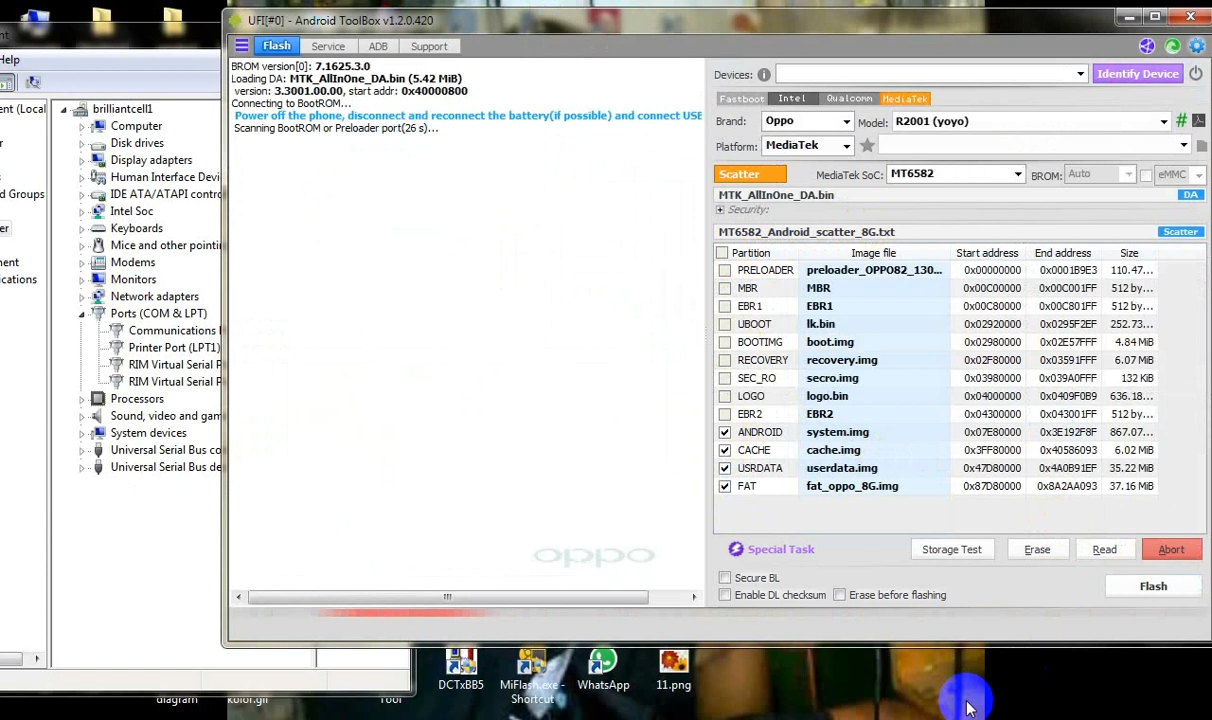 UFI[#0] - Android ToolBox v1.2.0.420
Help
Flash
Service
ADB
Support
BROM version[0]: 7.1625.3.0
Loading DA: MTK_AllInOne_DA.bin (5.42 MiB)
version: 3.3001.00.00, start addr: 0x40000800
Connecting to BootROM...
Power off the phone, disconnect and reconnect the battery(if possible) and connect USB
Scanning BootROM or Preloader port(26 s)...
Devices:
Identify Device
Fastboot
Intel
Qualcomm
MediaTek
Brand: Oppo
Model: R2001 (yoyo)
Platform: MediaTek
Scatter
MediaTek SoC: MT6582
BROM: Auto
eMMC
MTK_AllInOne_DA.bin
DA
Security:
MT6582_Android_scatter_8G.txt
Scatter
Partition Image file Start address End address Size
PRELOADER preloader_OPPO82_130... 0x00000000 0x0001B9E3 110.47...
MBR MBR 0x00C00000 0x00C001FF 512 by...
EBR1 EBR1 0x00C80000 0x00C801FF 512 by...
UBOOT lk.bin 0x02920000 0x0295F2EF 252.73...
BOOTIMG boot.img 0x02980000 0x02E57FFF 4.84 MiB
RECOVERY recovery.img 0x02F80000 0x03591FFF 6.07 MiB
SEC_RO secro.img 0x03980000 0x039A0FFF 132 KiB
LOGO logo.bin 0x04000000 0x0409F0B9 636.18...
EBR2 EBR2 0x04300000 0x043001FF 512 by...
ANDROID system.img 0x07E80000 0x3E192F8F 867.07...
CACHE cache.img 0x3FF80000 0x40586093 6.02 MiB
USRDATA userdata.img 0x47D80000 0x4A0B91EF 35.22 MiB
FAT fat_oppo_8G.img 0x87D80000 0x8A2AA093 37.16 MiB
Special Task
Storage Test
Erase
Read
Abort
Secure BL
Enable DL checksum
Erase before flashing
Flash
oppo
ent (Local
d Groups
brilliantcell1
Computer
Disk drives
Display adapters
Human Interface Devi
IDE ATA/ATAPI contro
Intel Soc
Keyboards
Mice and other pointin
Modems
Monitors
Network adapters
Ports (COM & LPT)
Communications
Printer Port (LPT1)
RIM Virtual Serial P
RIM Virtual Serial P
Processors
Sound, video and gam
System devices
Universal Serial Bus co
Universal Serial Bus de
DCTxBB5
MiFlash.exe - Shortcut
WhatsApp
11.png
diagram
kolor.gif
Tool